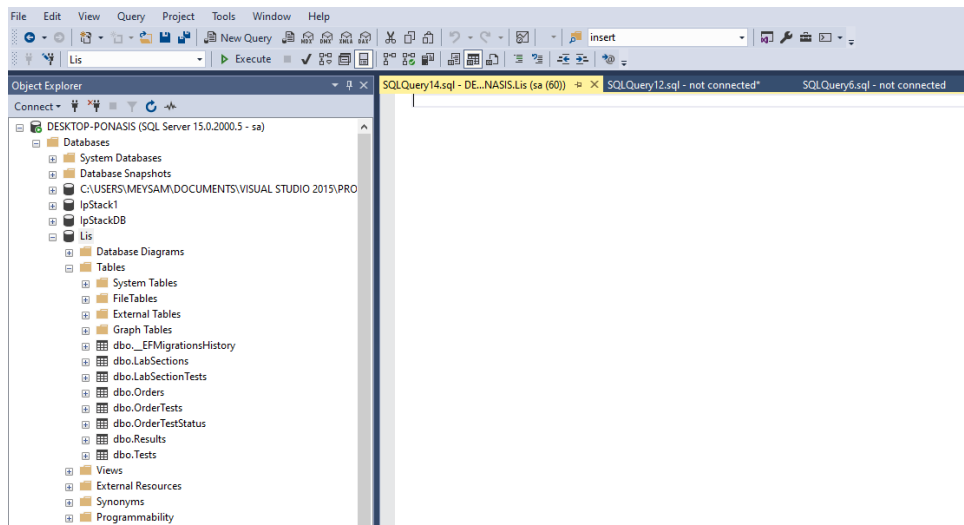 File Edit View Query Project Tools Window Help
New Query MDX DMX XMLA DAX insert
Lis Execute
Object Explorer
SQLQuery14.sql - DE...NASIS.Lis (sa (60)) SQLQuery12.sql - not connected* SQLQuery6.sql - not connected
Connect
DESKTOP-PONASIS (SQL Server 15.0.2000.5 - sa)
Databases
System Databases
Database Snapshots
C:\USERS\MEYSAM\DOCUMENTS\VISUAL STUDIO 2015\PRO
IpStack1
IpStackDB
Lis
Database Diagrams
Tables
System Tables
FileTables
External Tables
Graph Tables
dbo.__EFMigrationsHistory
dbo.LabSections
dbo.LabSectionTests
dbo.Orders
dbo.OrderTests
dbo.OrderTestStatus
dbo.Results
dbo.Tests
Views
External Resources
Synonyms
Programmability